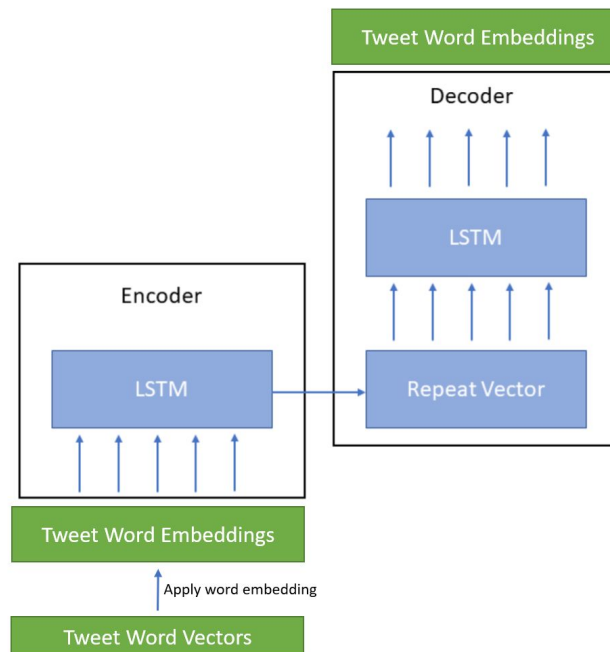 Tweet Word Embeddings
Decoder
LSTM
Encoder
LSTM
Repeat Vector
Tweet Word Embeddings
Apply word embedding
Tweet Word Vectors